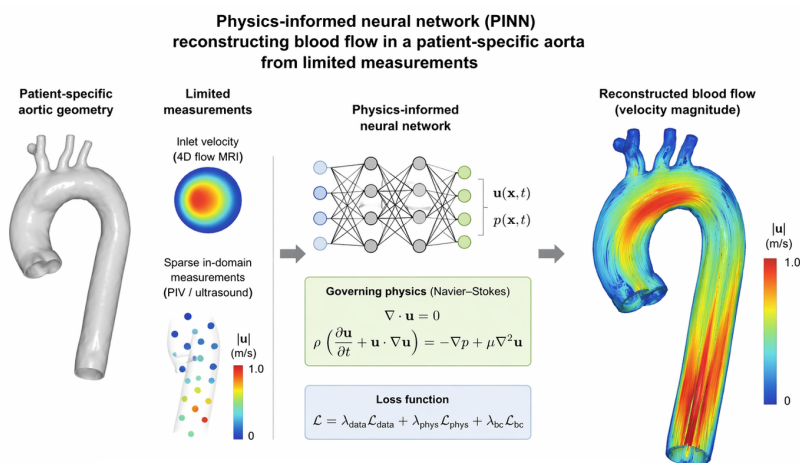 Physics-informed neural network (PINN)
reconstructing blood flow in a patient-specific aorta
from limited measurements
Patient-specific
aortic geometry
Limited
measurements
Inlet velocity
(4D flow MRI)
Sparse in-domain
measurements
(PIV / ultrasound)
|u|
(m/s)
1.0
0
Physics-informed
neural network
u(x, t)
p(x, t)
Governing physics (Navier–Stokes)
∇ · u = 0
ρ (∂u/∂t + u · ∇u) = −∇p + μ∇²u
Loss function
ℒ = λ_data ℒ_data + λ_phys ℒ_phys + λ_bc ℒ_bc
Reconstructed blood flow
(velocity magnitude)
|u|
(m/s)
1.0
0